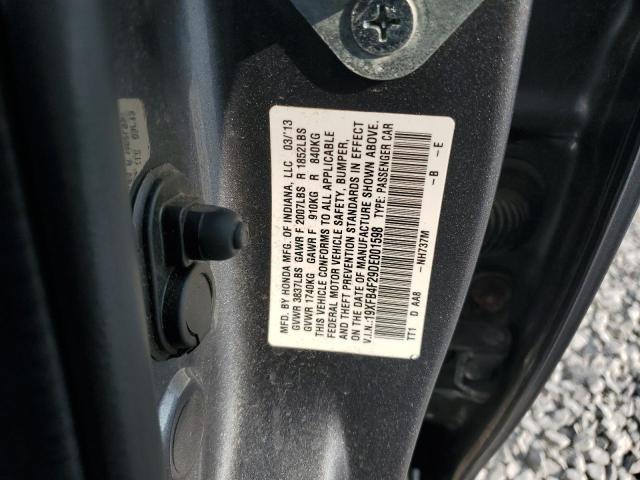 MFD. BY HONDA MFG. OF INDIANA, LLC 03/13
GVWR 3837LBS GAWR F 2007LBS R 1852LBS
GVWR 1740KG GAWR F 910KG R 840KG
THIS VEHICLE CONFORMS TO ALL APPLICABLE
FEDERAL MOTOR VEHICLE SAFETY, BUMPER,
AND THEFT PREVENTION STANDARDS IN EFFECT
ON THE DATE OF MANUFACTURE SHOWN ABOVE.
V.I.N.:19XFB4F29DE001598 TYPE: PASSENGER CAR
TT1 D AA8 –NH737M –B –E